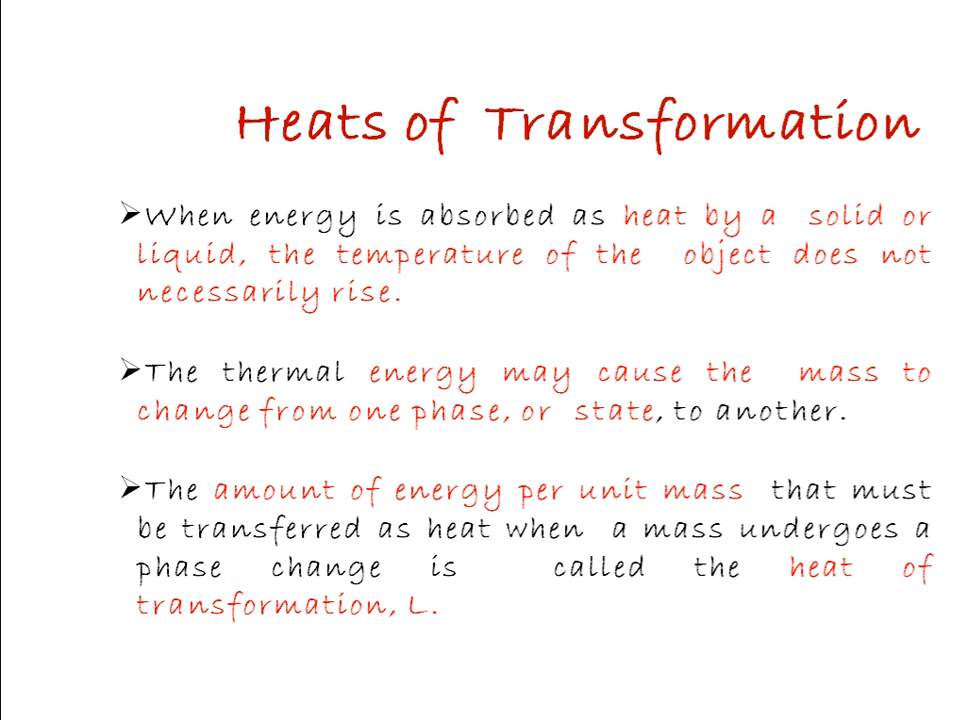 Heats of Transformation
➢When energy is absorbed as heat by a solid or
liquid, the temperature of the object does not
necessarily rise.
➢The thermal energy may cause the mass to
change from one phase, or state, to another.
➢The amount of energy per unit mass that must
be transferred as heat when a mass undergoes a
phase change is called the heat of
transformation, L.